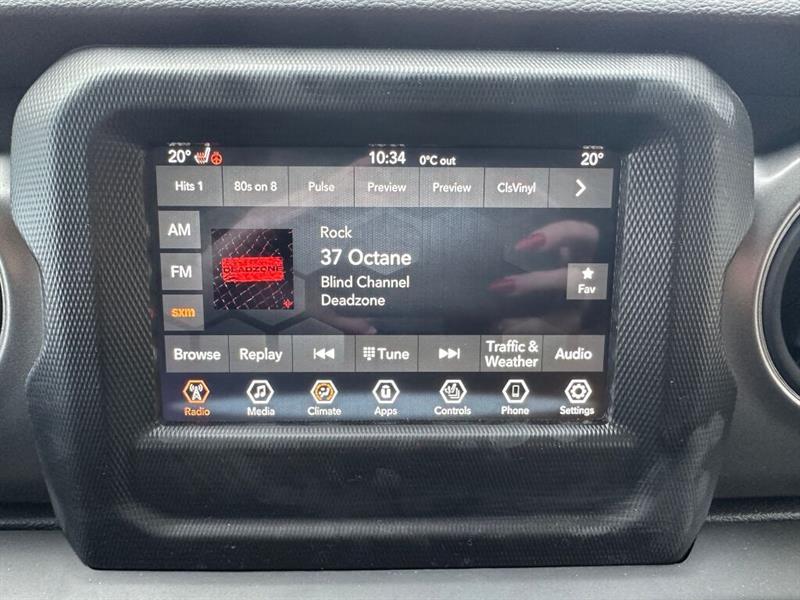 20° 10:34 0°C out 20°
Hits 1 80s on 8 Pulse Preview Preview ClsVinyl
AM
FM
sxm
DEADZONE
Rock
37 Octane
Blind Channel
Deadzone
Fav
Browse Replay Tune Traffic & Weather Audio
Radio Media Climate Apps Controls Phone Settings